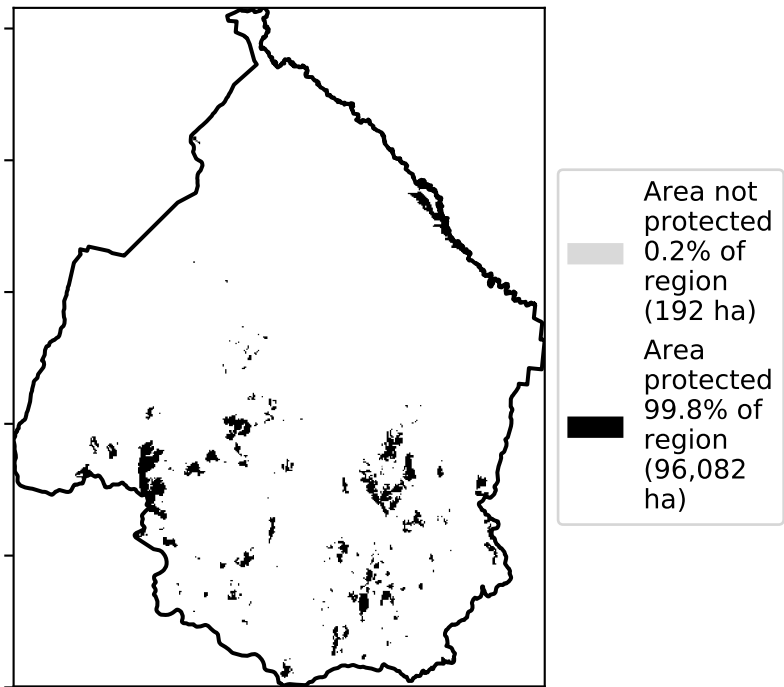 Area not
protected
0.2% of
region
(192 ha)
Area
protected
99.8% of
region
(96,082
ha)